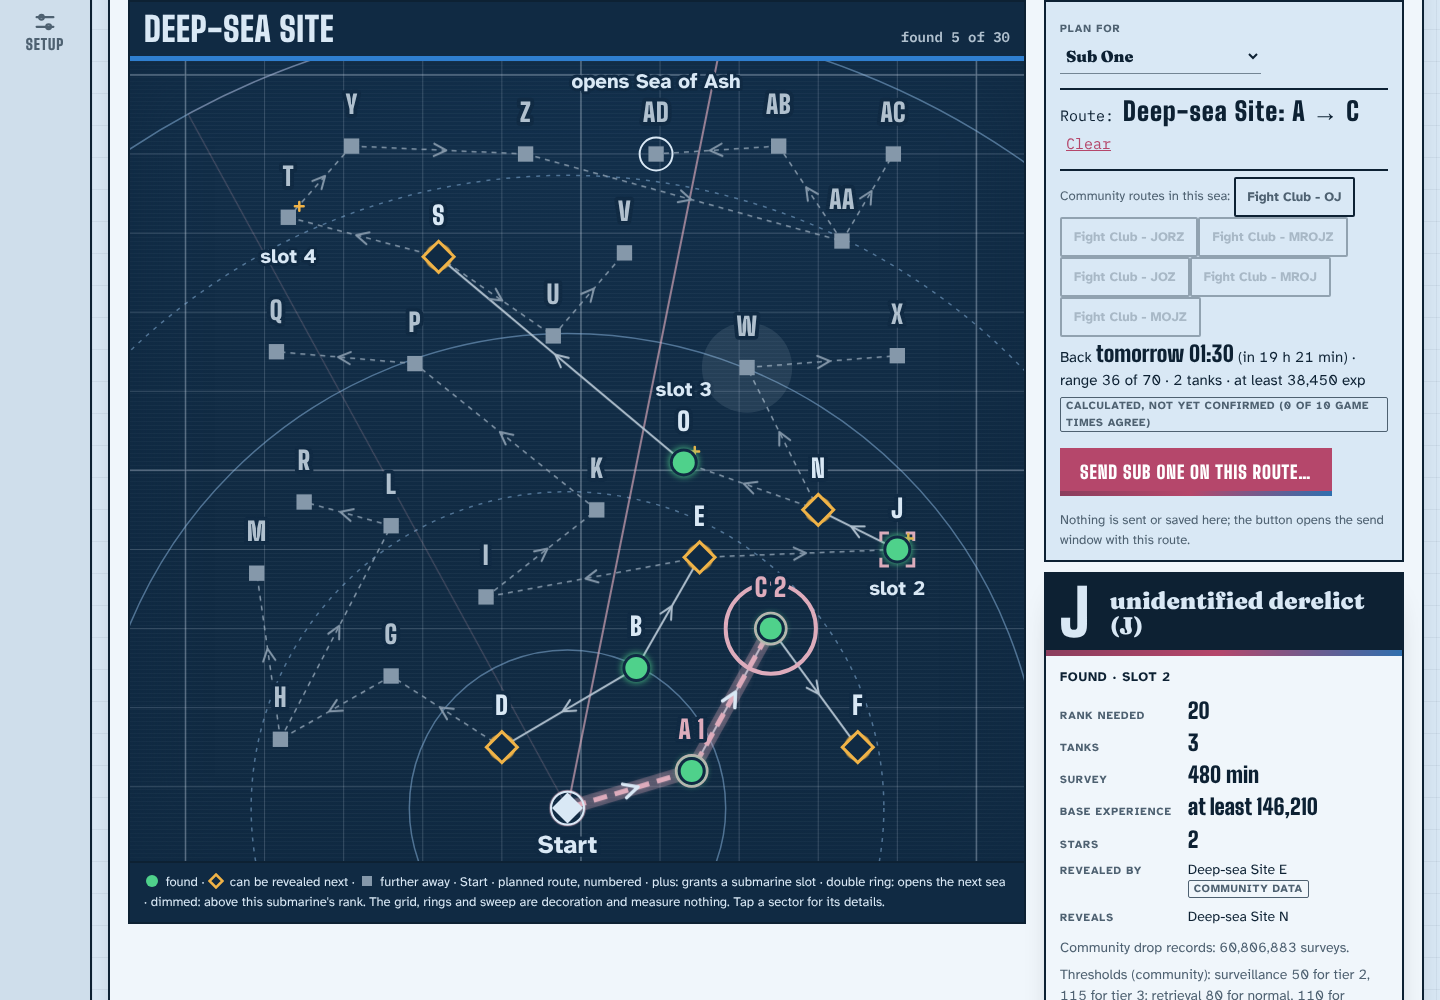 SETUP
DEEP-SEA SITE
found 5 of 30
opens Sea of Ash
Y
Z
AD
AB
AC
T
S
V
AA
slot 4
Q
P
U
W
X
slot 3
O
R
L
K
N
M
E
J
I
slot 2
C 2
B
G
H
D
A 1
F
Start
found · can be revealed next · further away · Start · planned route, numbered · plus: grants a submarine slot · double ring: opens the next sea
· dimmed: above this submarine's rank. The grid, rings and sweep are decoration and measure nothing. Tap a sector for its details.
PLAN FOR
Sub One
Route: Deep-sea Site: A → C
Clear
Community routes in this sea: Fight Club - OJ
Fight Club - JORZ Fight Club - MROJZ
Fight Club - JOZ Fight Club - MROJ
Fight Club - MOJZ
Back tomorrow 01:30 (in 19 h 21 min) ·
range 36 of 70 · 2 tanks · at least 38,450 exp
CALCULATED, NOT YET CONFIRMED (0 OF 10 GAME
TIMES AGREE)
SEND SUB ONE ON THIS ROUTE…
Nothing is sent or saved here; the button opens the send
window with this route.
J unidentified derelict
(J)
FOUND · SLOT 2
RANK NEEDED 20
TANKS 3
SURVEY 480 min
BASE EXPERIENCE at least 146,210
STARS 2
REVEALED BY Deep-sea Site E
COMMUNITY DATA
REVEALS Deep-sea Site N
Community drop records: 60,806,883 surveys.
Thresholds (community): surveillance 50 for tier 2,
115 for tier 3; retrieval 80 for normal, 110 for